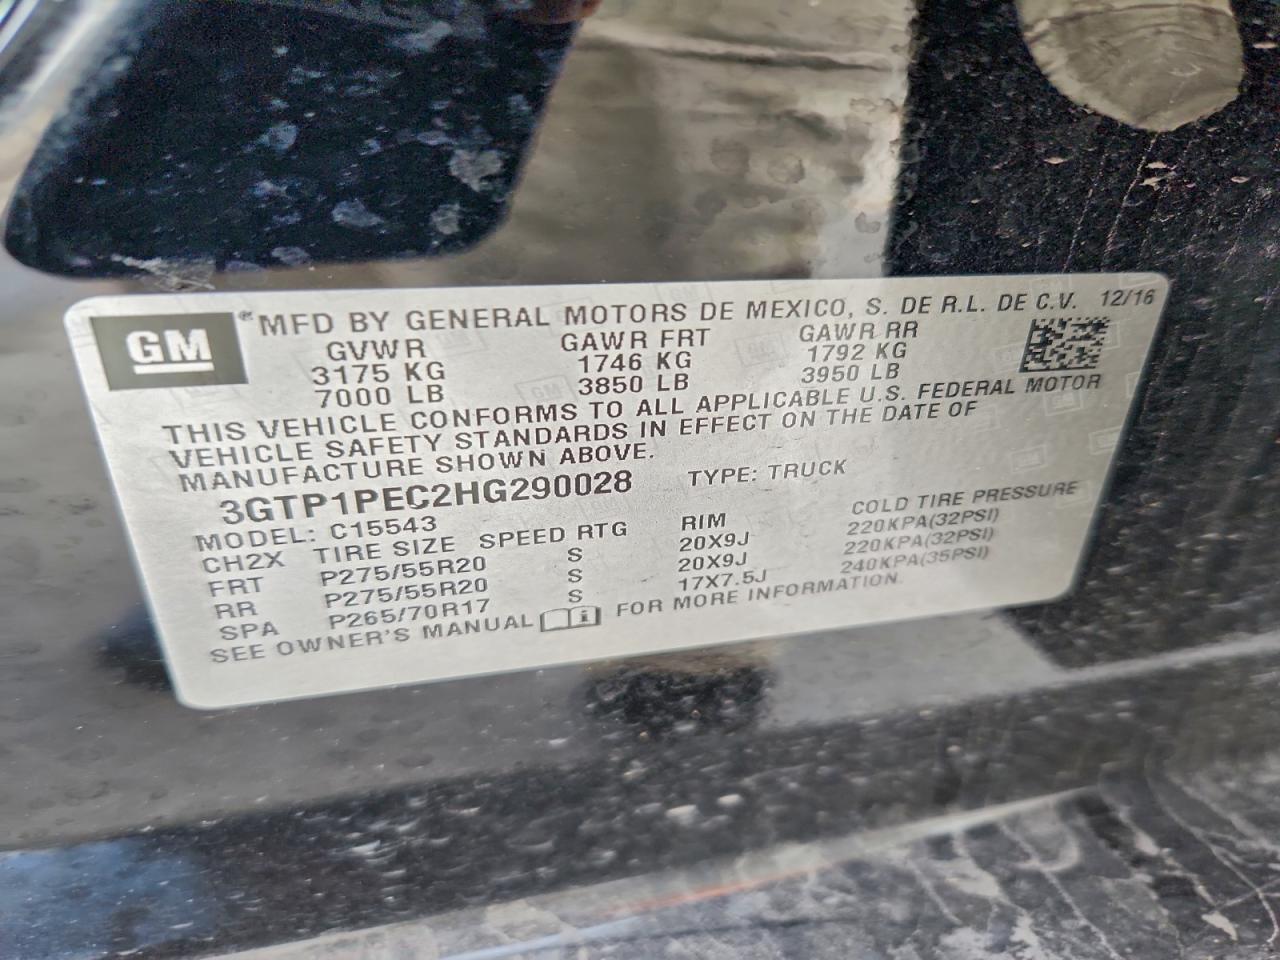 GM ® MFD BY GENERAL MOTORS DE MEXICO, S. DE R.L. DE C.V. 12/16
GVWR GAWR FRT GAWR RR
3175 KG 1746 KG 1792 KG
7000 LB 3850 LB 3950 LB
THIS VEHICLE CONFORMS TO ALL APPLICABLE U.S. FEDERAL MOTOR
VEHICLE SAFETY STANDARDS IN EFFECT ON THE DATE OF
MANUFACTURE SHOWN ABOVE.
3GTP1PEC2HG290028 TYPE: TRUCK
MODEL: C15543
CH2X TIRE SIZE SPEED RTG RIM COLD TIRE PRESSURE
FRT P275/55R20 S 20X9J 220KPA(32PSI)
RR P275/55R20 S 20X9J 220KPA(32PSI)
SPA P265/70R17 S 17X7.5J 240KPA(35PSI)
SEE OWNER'S MANUAL i FOR MORE INFORMATION.